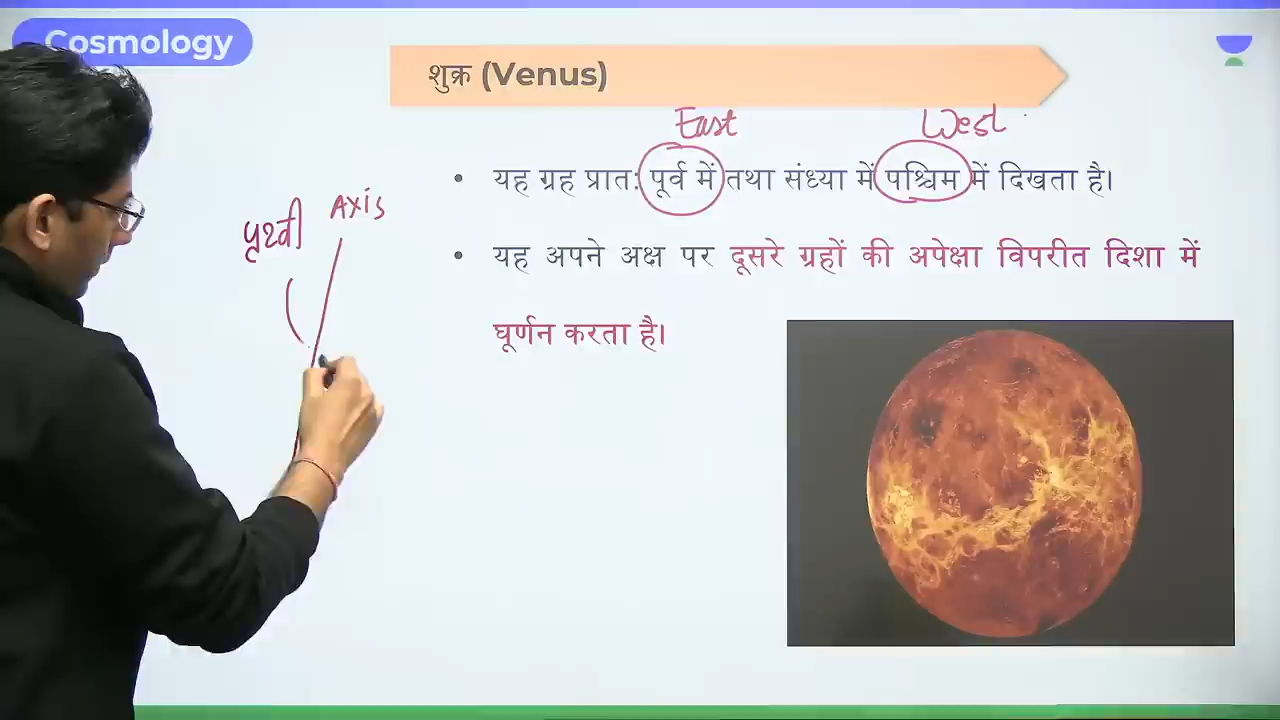 Cosmology
शुक्र (Venus)
East West
यह ग्रह प्रात: पूर्व में तथा संध्या में पश्चिम में दिखता है।
पृथ्वी Axis
यह अपने अक्ष पर दूसरे ग्रहों की अपेक्षा विपरीत दिशा में
घूर्णन करता है।